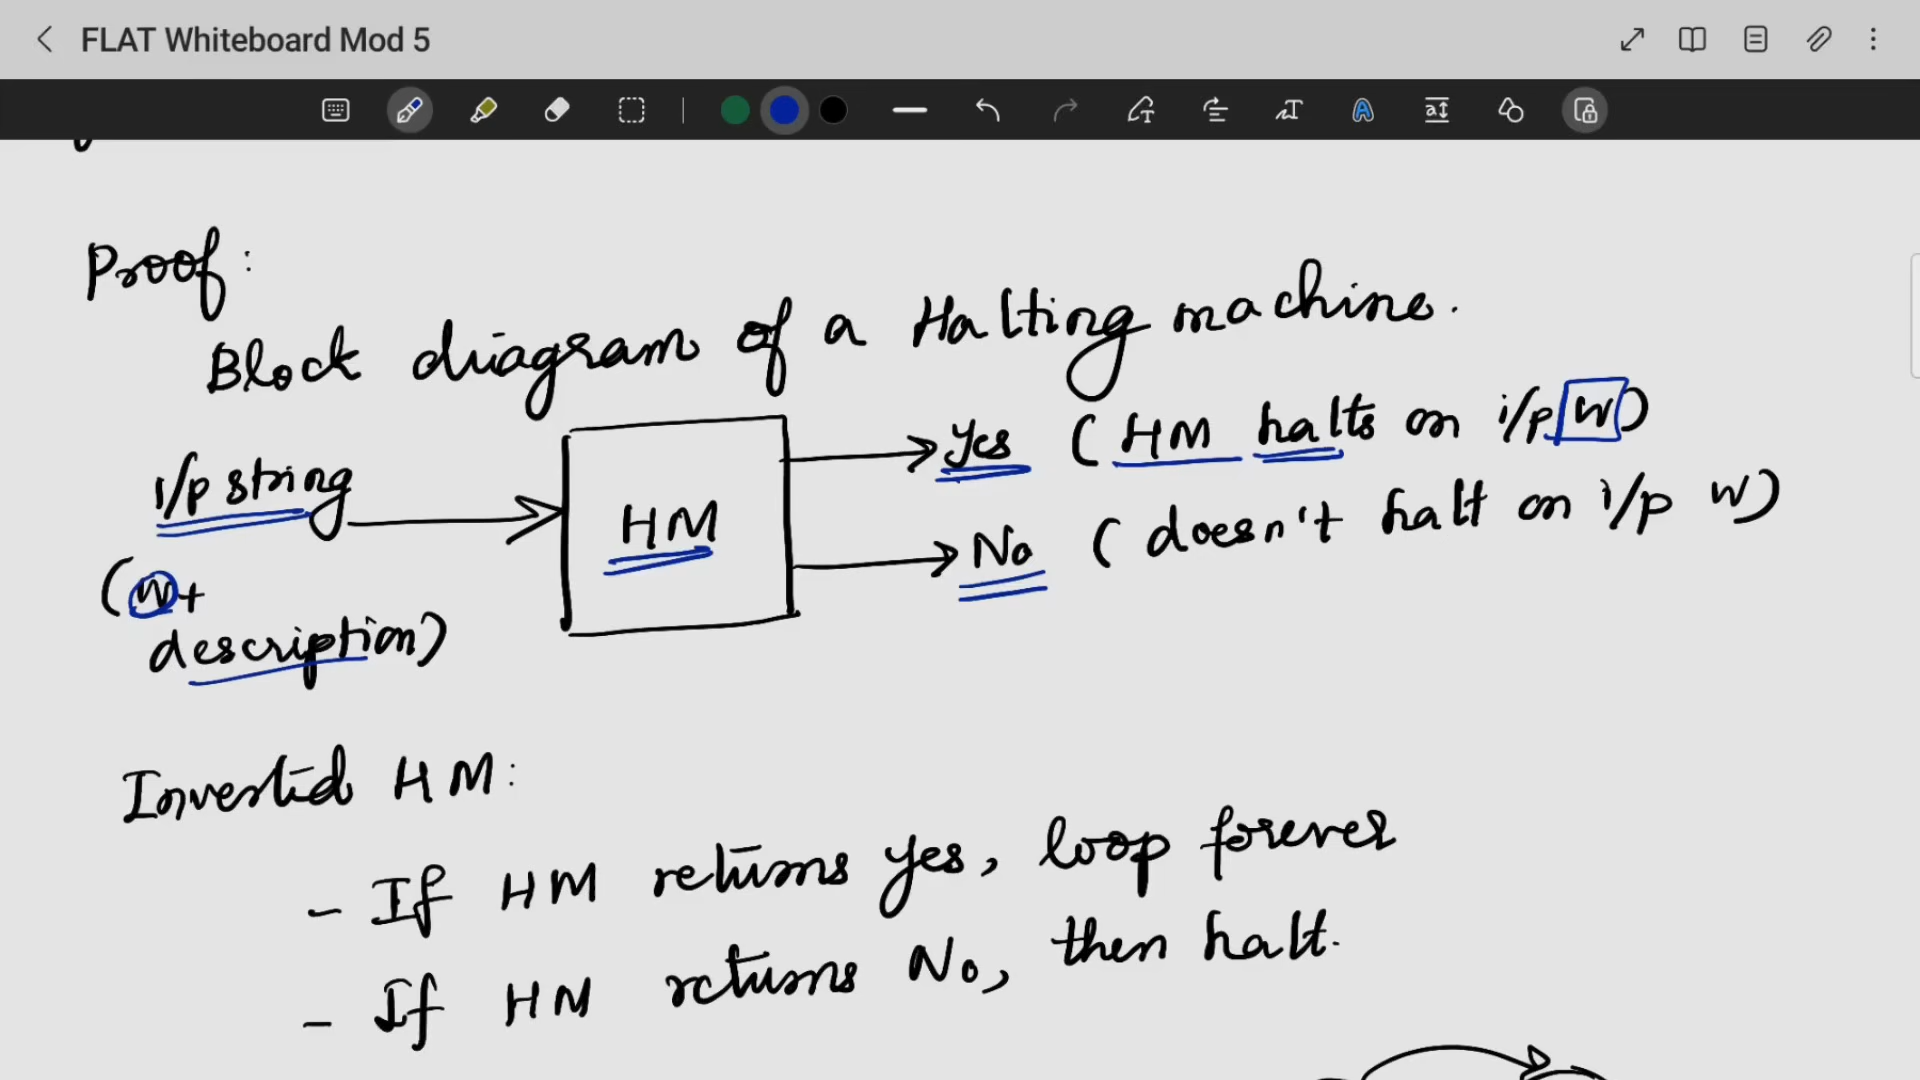 FLAT Whiteboard Mod 5
Proof:
Block diagram of a Halting machine.
i/p string
(w+
description)
HM
Yes (HM halts on i/p w)
No (doesn't halt on i/p w)
Inverted HM:
- If HM returns yes, loop forever
- If HM returns No, then halt.